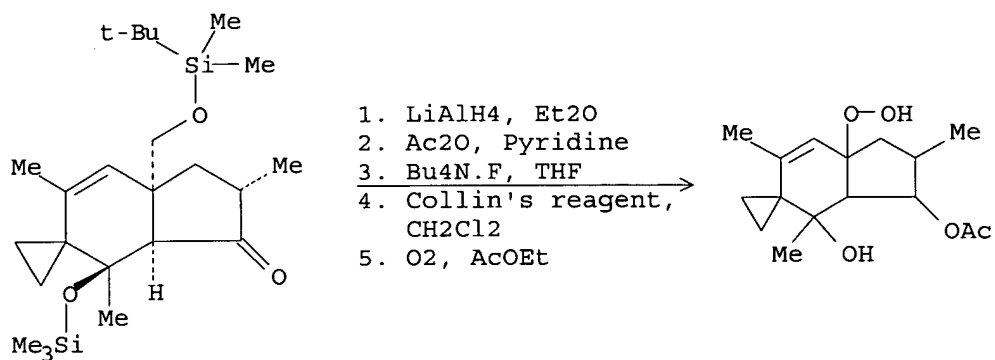 t-Bu
Me
Si
Me
O
Me
Me
O
O
H
Me
Me3Si
1. LiAlH4, Et2O
2. Ac2O, Pyridine
3. Bu4N.F, THF
4. Collin's reagent,
CH2Cl2
5. O2, AcOEt
O-OH
Me
Me
OAc
Me
OH